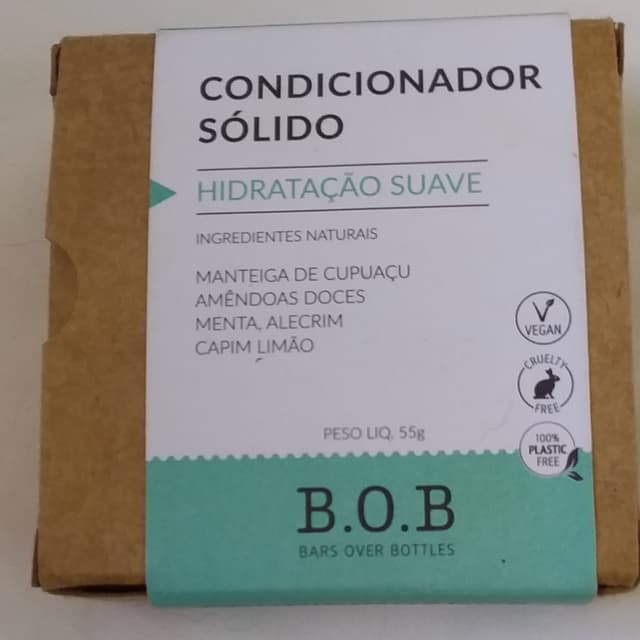 CONDICIONADOR
SÓLIDO
HIDRATAÇÃO SUAVE
INGREDIENTES NATURAIS
MANTEIGA DE CUPUAÇU
AMÊNDOAS DOCES
MENTA, ALECRIM
CAPIM LIMÃO
VEGAN
CRUELTY
FREE
100%
PLASTIC
FREE
PESO LIQ. 55g
B.O.B
BARS OVER BOTTLES